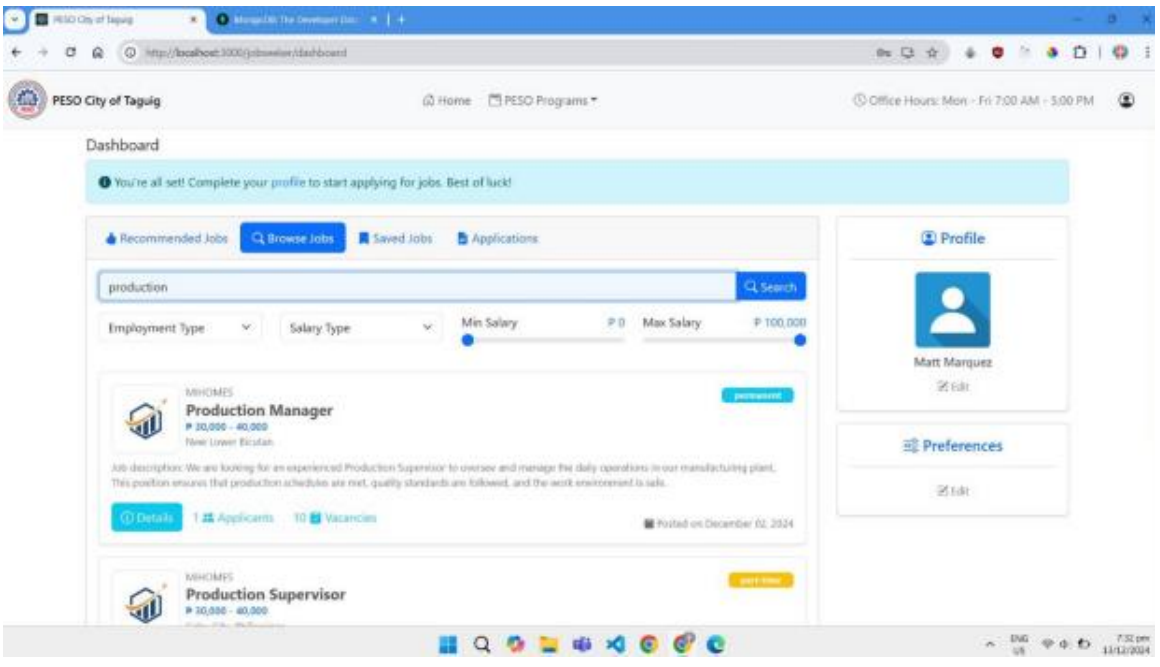 PESO City of Taguig
MongoDB: The Developer Dat
http://localhost:3000/jobseeker/dashboard
PESO City of Taguig
Home PESO Programs
Office Hours: Mon - Fri 7:00 AM - 5:00 PM
Dashboard
You're all set! Complete your profile to start applying for jobs. Best of luck!
Recommended Jobs Browse Jobs Saved Jobs Applications
production
Search
Employment Type Salary Type Min Salary ₱ 0 Max Salary ₱ 100,000
MIHOMES
permanent
Production Manager
₱ 30,000 - 40,000
New Lower Bicutan
Job description: We are looking for an experienced Production Supervisor to oversee and manage the daily operations in our manufacturing plant.
This position ensures that production schedules are met, quality standards are followed, and the work environment is safe.
Details 1 Applicants 10 Vacancies
Posted on December 02, 2024
MIHOMES
part-time
Production Supervisor
₱ 30,000 - 40,000
Profile
Matt Marquez
Edit
Preferences
Edit
ENG
US
7:32 pm
13/12/2024